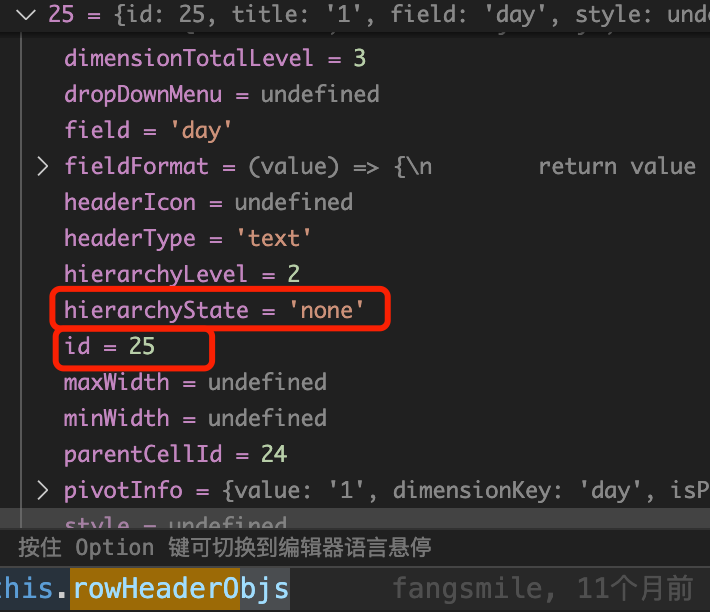 25 = {id: 25, title: '1', field: 'day', style: unde
dimensionTotalLevel = 3
dropDownMenu = undefined
field = 'day'
fieldFormat = (value) => {\n        return value
headerIcon = undefined
headerType = 'text'
hierarchyLevel = 2
hierarchyState = 'none'
id = 25
maxWidth = undefined
minWidth = undefined
parentCellId = 24
pivotInfo = {value: '1', dimensionKey: 'day', isP
style = undefined
按住 Option 键可切换到编辑器语言悬停
this.rowHeaderObjs fangsmile, 11个月前